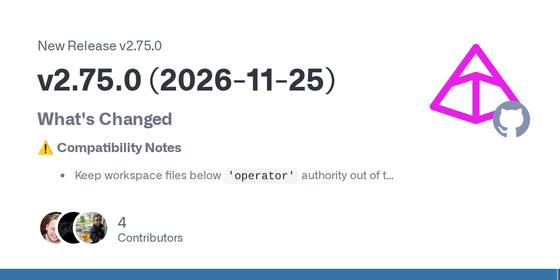 New Release v2.75.0
v2.75.0 (2026-11-25)
What's Changed
⚠️ Compatibility Notes
• Keep workspace files below 'operator' authority out of t…
4
Contributors